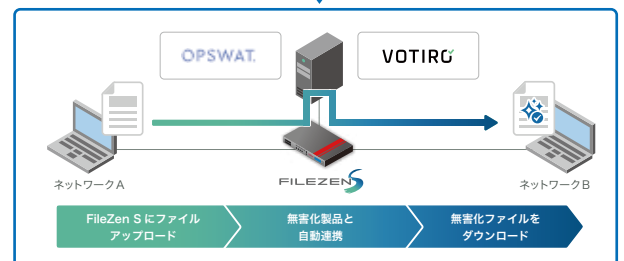 OPSWAT.
VOTIRO
ネットワークA
FILEZEN S
ネットワークB
FileZen S にファイル
アップロード
無害化製品と
自動連携
無害化ファイルを
ダウンロード